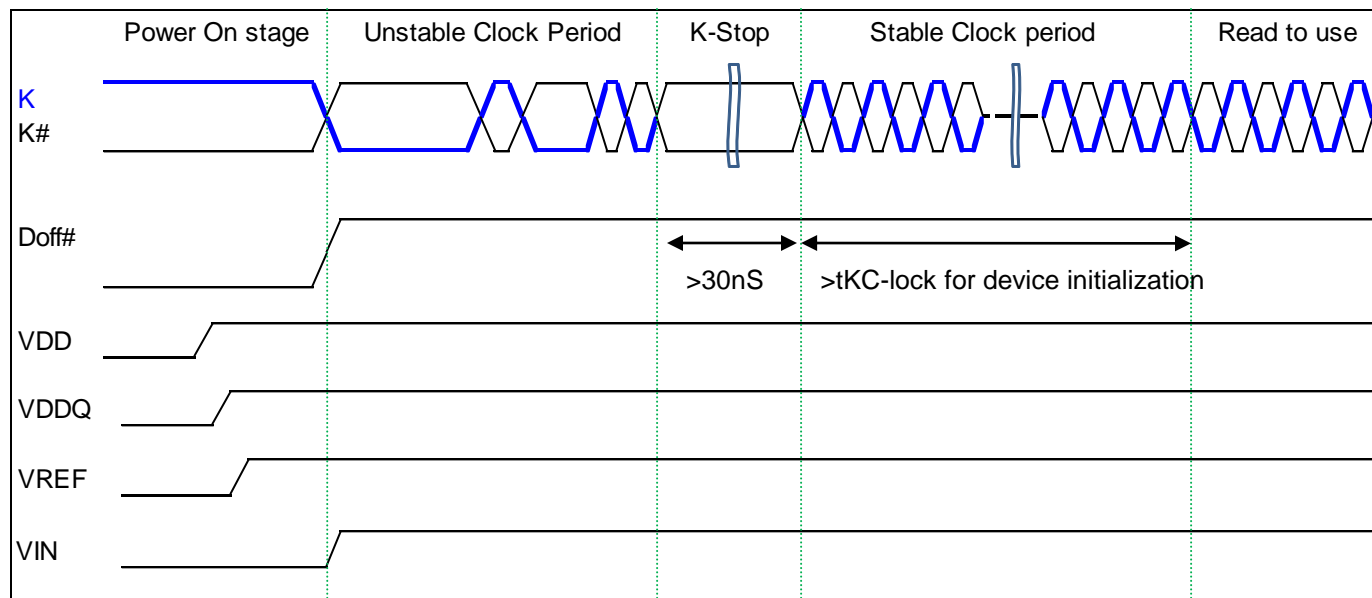 Power On stage Unstable Clock Period K-Stop Stable Clock period Read to use
K
K#
Doff#
>30nS >tKC-lock for device initialization
VDD
VDDQ
VREF
VIN